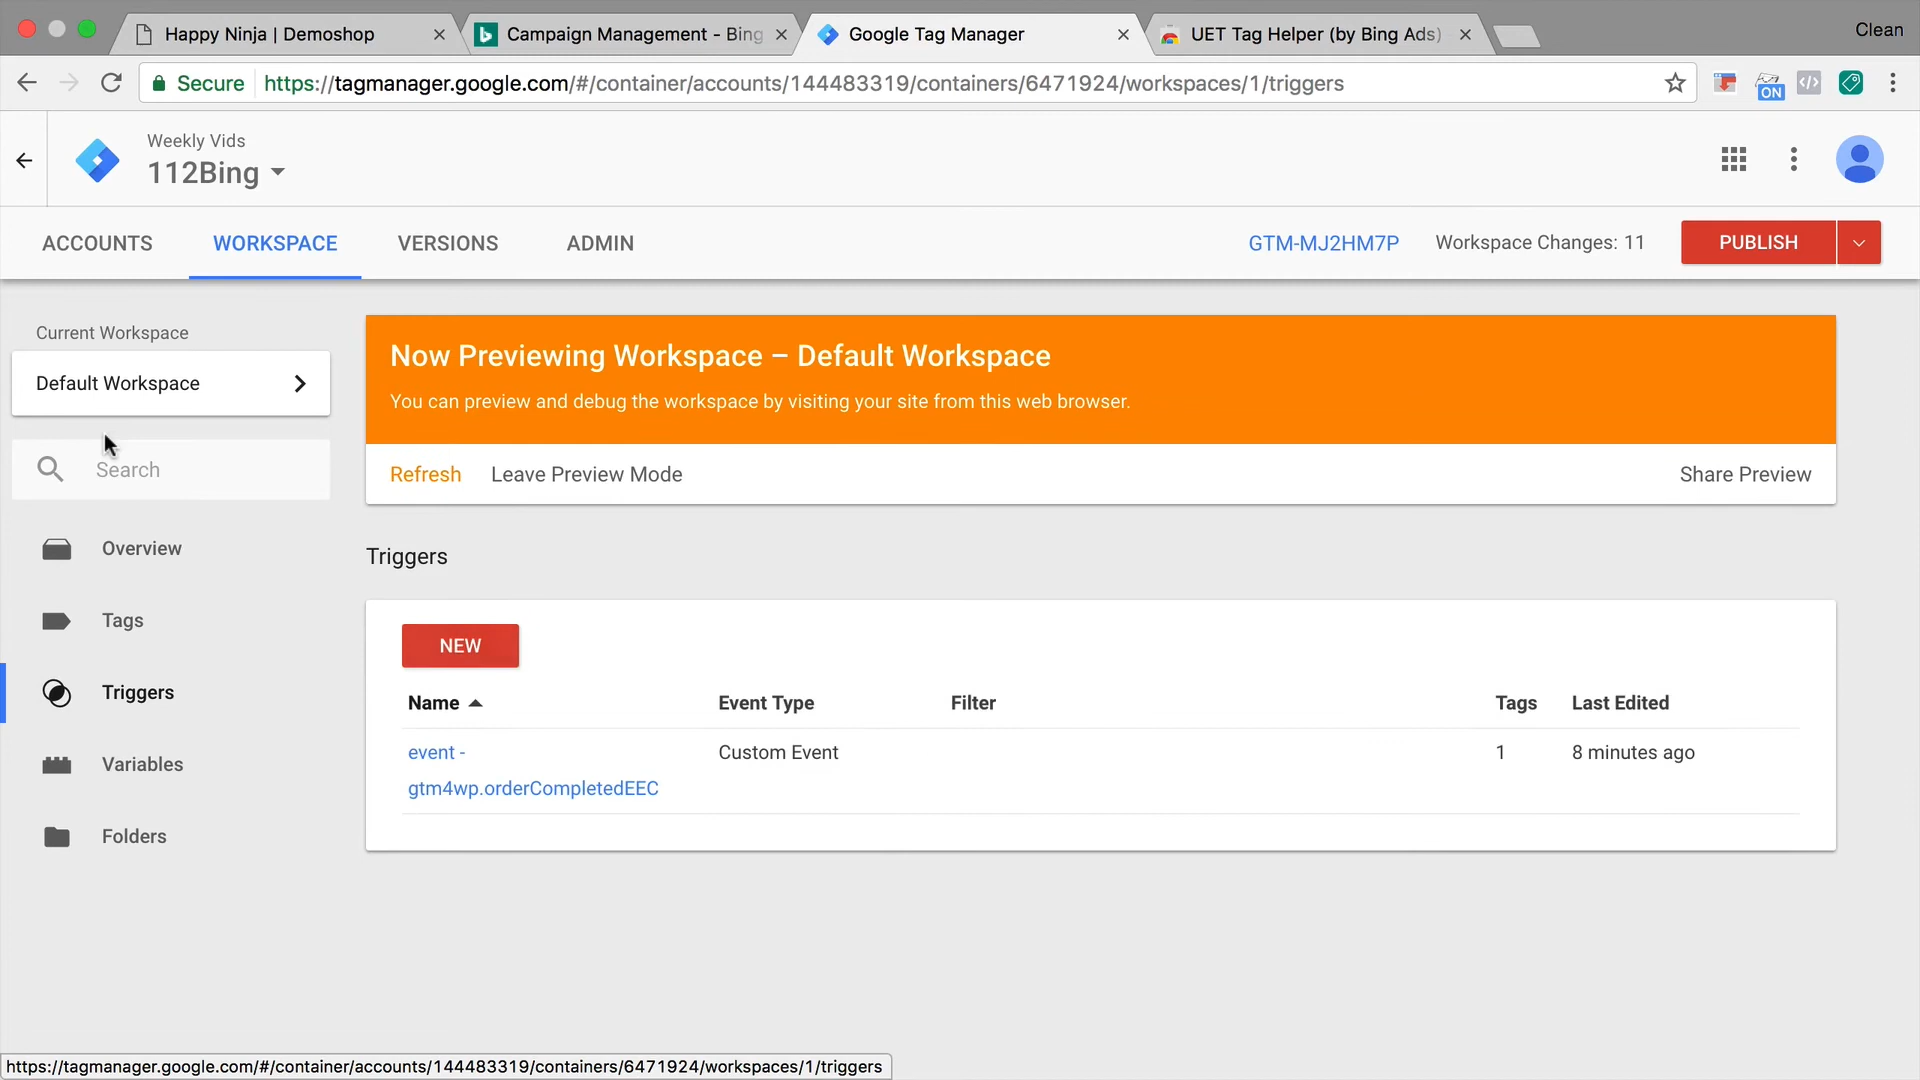 Happy Ninja | Demoshop
Campaign Management - Bing
Google Tag Manager
UET Tag Helper (by Bing Ads)
Clean
Secure
https://tagmanager.google.com/#/container/accounts/144483319/containers/6471924/workspaces/1/triggers
ON
Weekly Vids
112Bing
ACCOUNTS
WORKSPACE
VERSIONS
ADMIN
GTM-MJ2HM7P
Workspace Changes: 11
PUBLISH
Current Workspace
Default Workspace
Search
Overview
Tags
Triggers
Variables
Folders
Now Previewing Workspace – Default Workspace
You can preview and debug the workspace by visiting your site from this web browser.
Refresh
Leave Preview Mode
Share Preview
Triggers
NEW
Name
Event Type
Filter
Tags
Last Edited
event -
gtm4wp.orderCompletedEEC
Custom Event
1
8 minutes ago
https://tagmanager.google.com/#/container/accounts/144483319/containers/6471924/workspaces/1/triggers